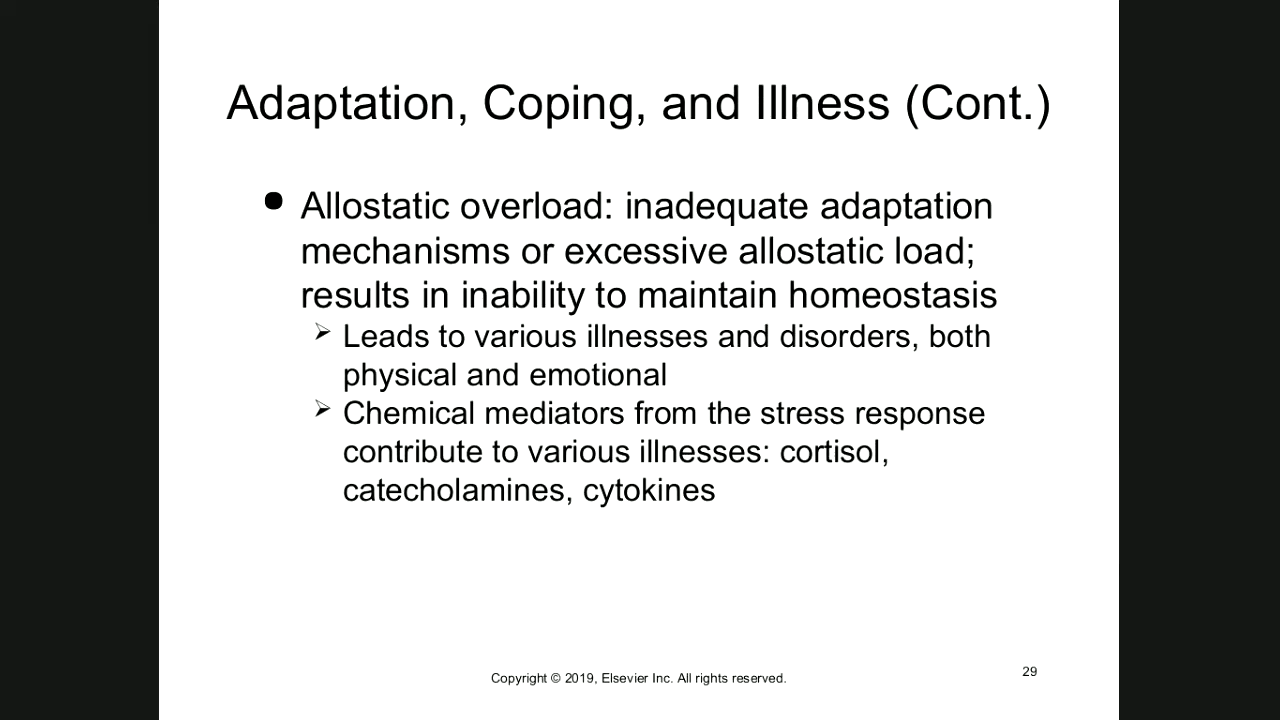 Adaptation, Coping, and Illness (Cont.)
Allostatic overload: inadequate adaptation
mechanisms or excessive allostatic load;
results in inability to maintain homeostasis
Leads to various illnesses and disorders, both
physical and emotional
Chemical mediators from the stress response
contribute to various illnesses: cortisol,
catecholamines, cytokines
Copyright © 2019, Elsevier Inc. All rights reserved.
29